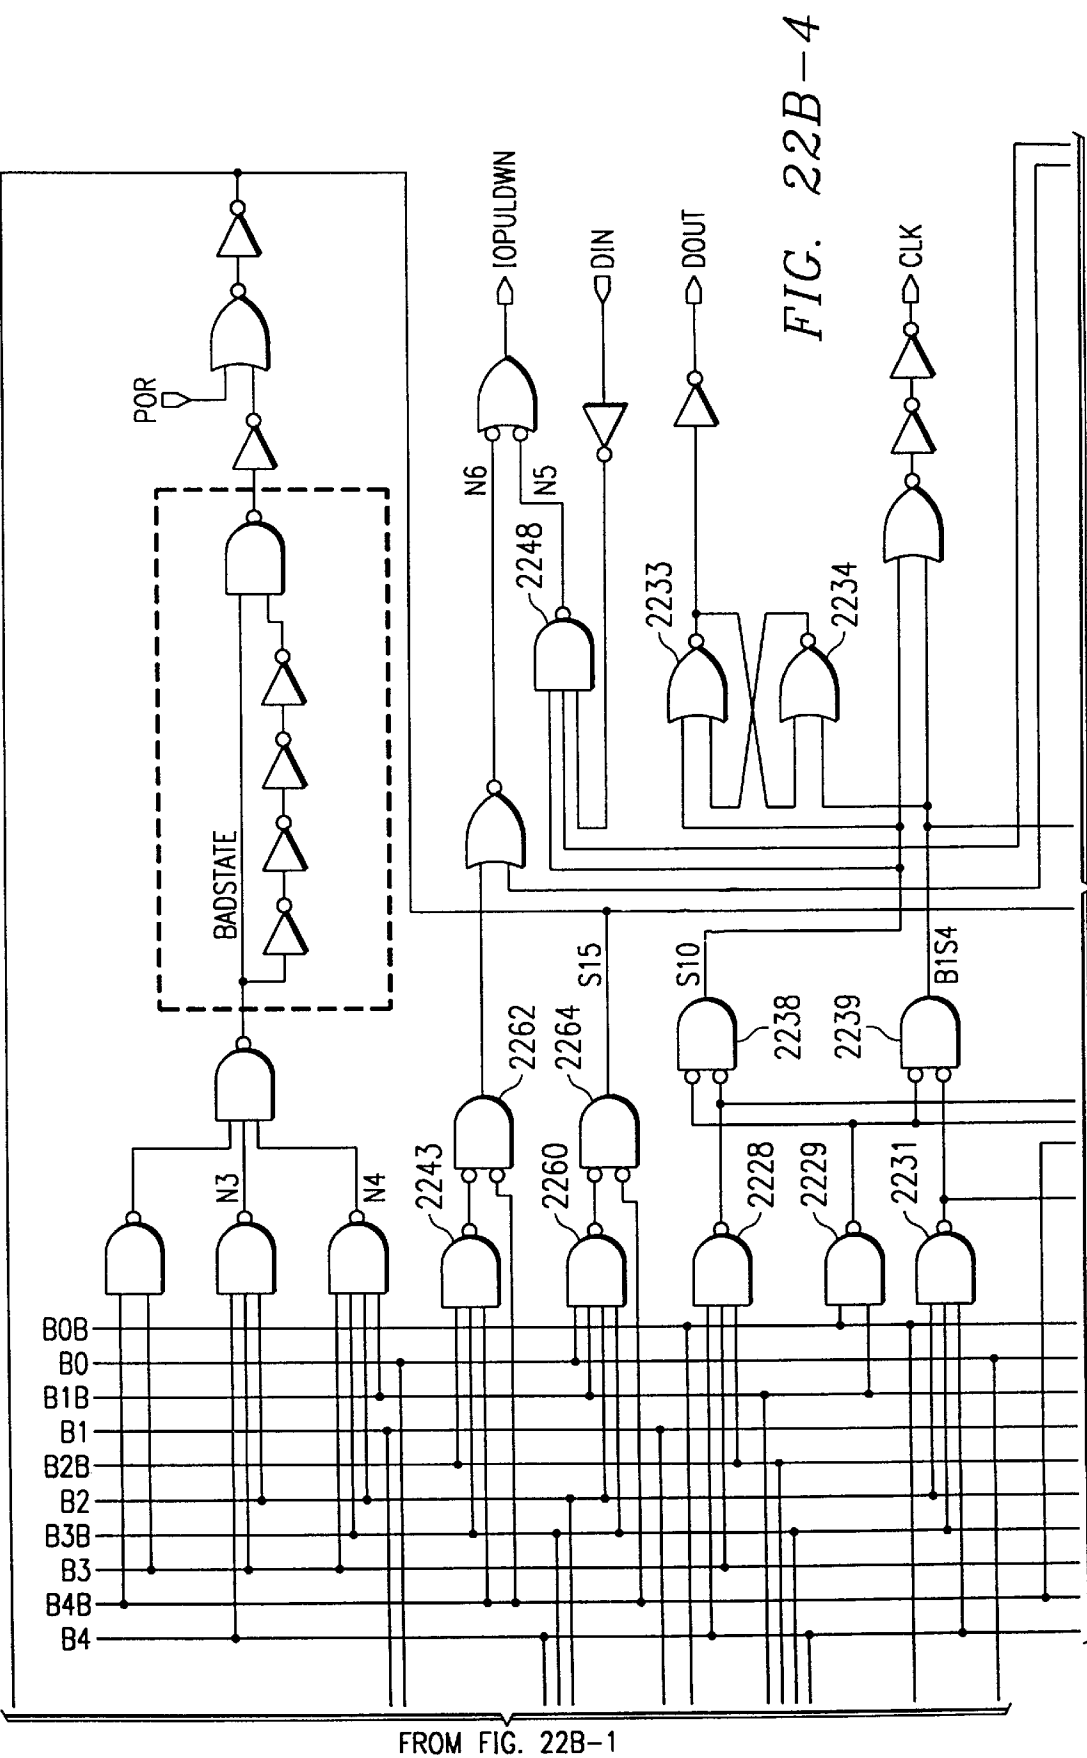 FIG. 22B-4
POR
IOPULDWN
DIN
DOUT
CLK
N6
N5
2248
2233
2234
BADSTATE
S15
S10
B1S4
2262
2264
2238
2239
N3
N4
2243
2260
2228
2229
2231
B0B
B0
B1B
B1
B2B
B2
B3B
B3
B4B
B4
FROM FIG. 22B-1